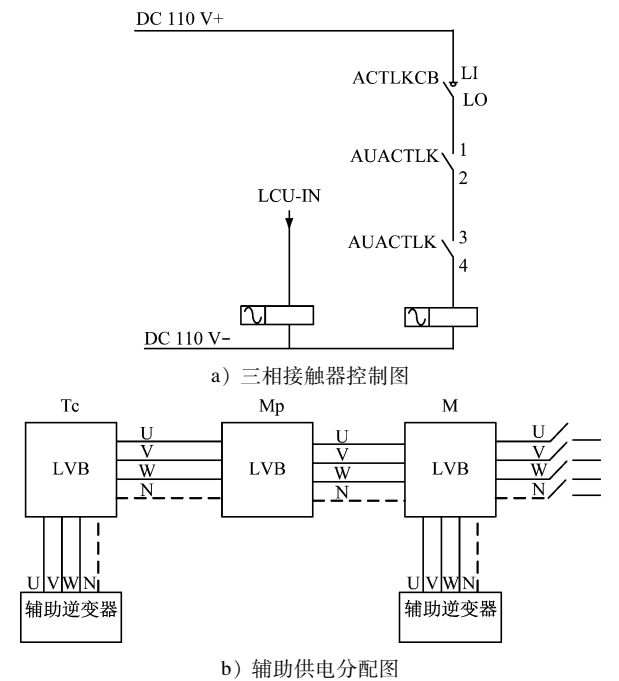 DC 110 V+
ACTLKCB LI
LO
AUACTLK 1
2
LCU-IN
AUACTLK 3
4
DC 110 V−
a）三相接触器控制图
Tc Mp M
LVB LVB LVB
U U U
V V V
W W W
N N N
U V W N U V W N
辅助逆变器 辅助逆变器
b）辅助供电分配图